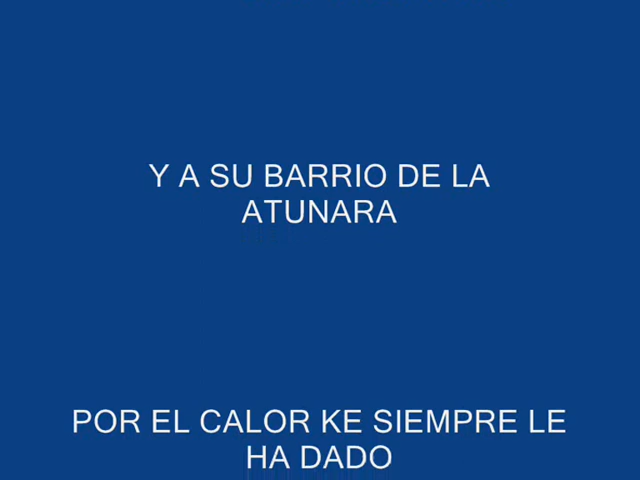 Y A SU BARRIO DE LA
ATUNARA
POR EL CALOR KE SIEMPRE LE
HA DADO